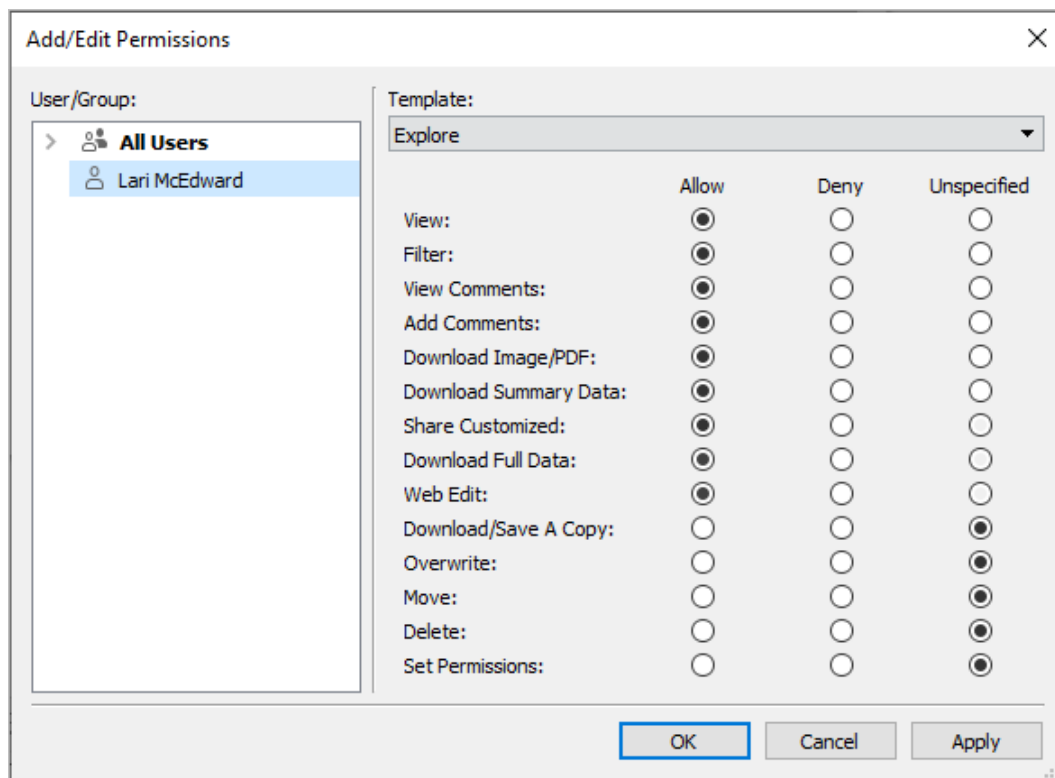 Add/Edit Permissions
User/Group:
All Users
Lari McEdward
Template:
Explore
Allow Deny Unspecified
View:
Filter:
View Comments:
Add Comments:
Download Image/PDF:
Download Summary Data:
Share Customized:
Download Full Data:
Web Edit:
Download/Save A Copy:
Overwrite:
Move:
Delete:
Set Permissions:
OK Cancel Apply